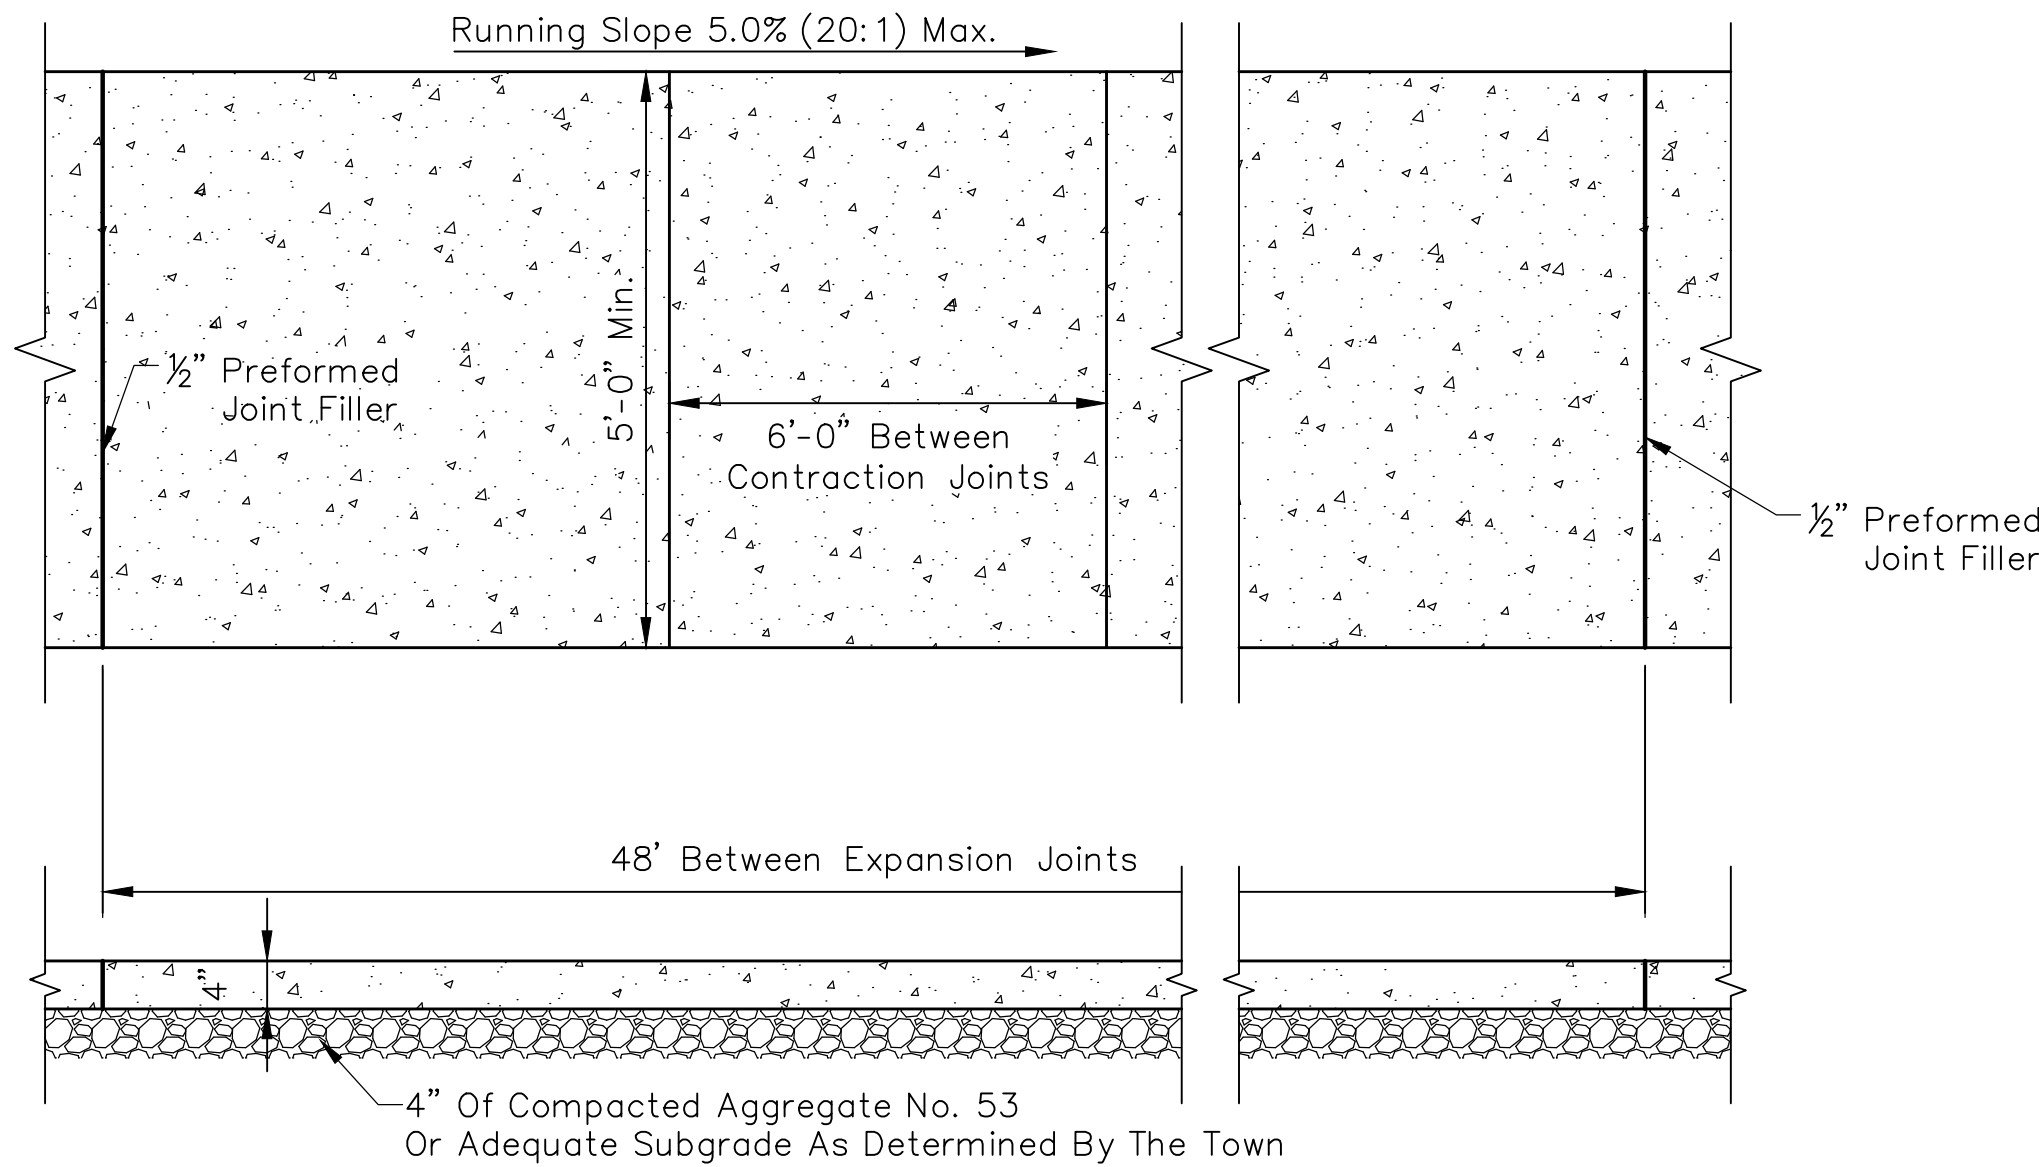 Running Slope 5.0% (20:1) Max.
5'-0" Min.
½" Preformed
Joint Filler
6'-0" Between
Contraction Joints
½" Preformed
Joint Filler
48' Between Expansion Joints
4"
4" Of Compacted Aggregate No. 53
Or Adequate Subgrade As Determined By The Town